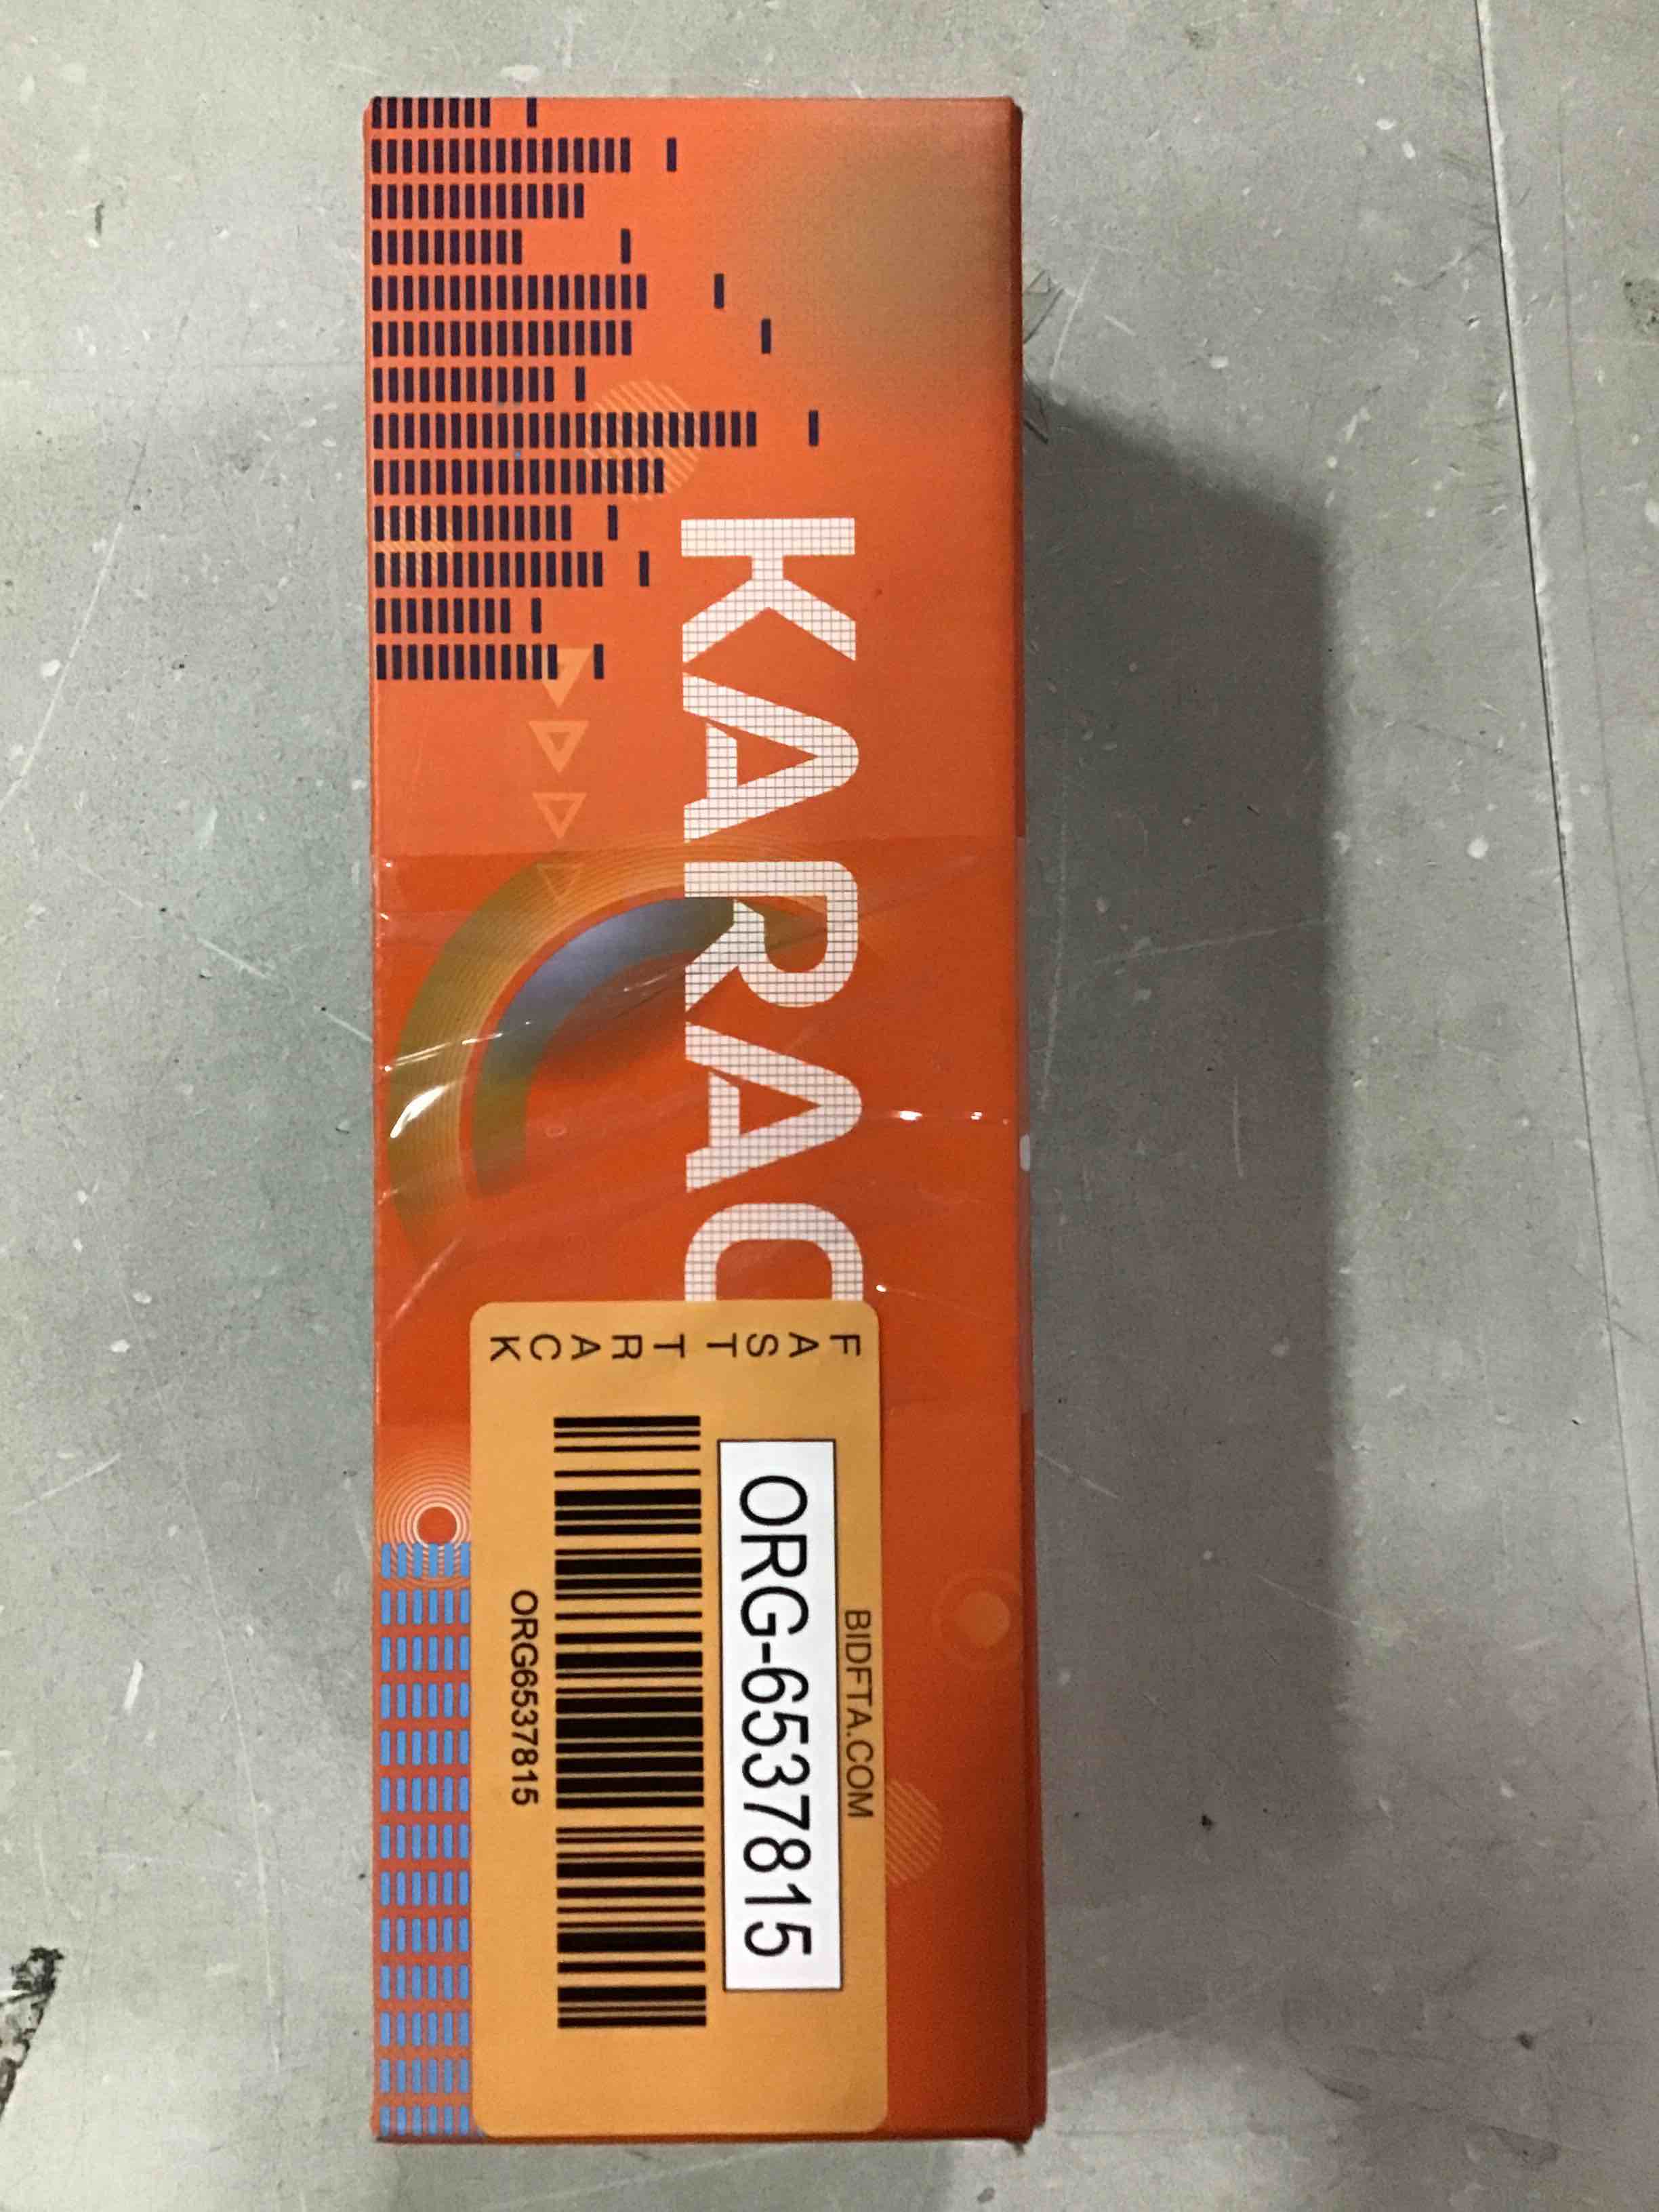 KARAO
FAST TRACK
BIDFTA.COM
ORG-6537815
ORG6537815